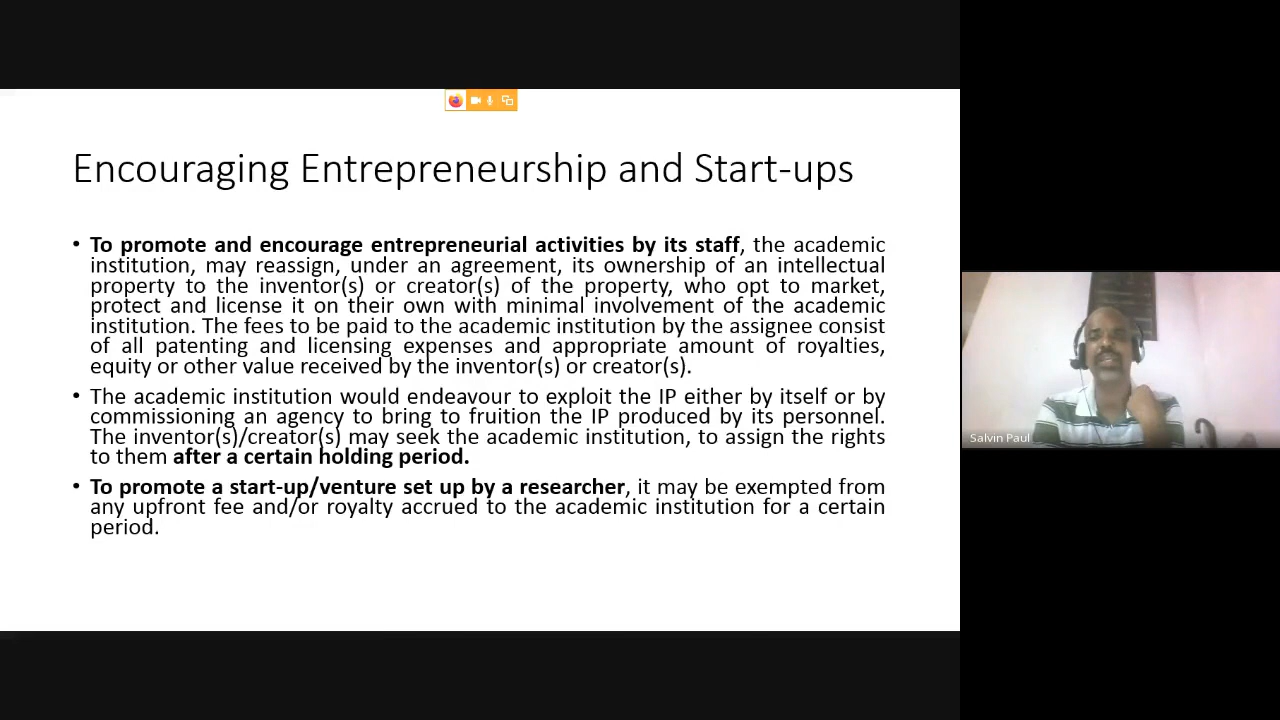 Encouraging Entrepreneurship and Start-ups
• To promote and encourage entrepreneurial activities by its staff, the academic
institution, may reassign, under an agreement, its ownership of an intellectual
property to the inventor(s) or creator(s) of the property, who opt to market,
protect and license it on their own with minimal involvement of the academic
institution. The fees to be paid to the academic institution by the assignee consist
of all patenting and licensing expenses and appropriate amount of royalties,
equity or other value received by the inventor(s) or creator(s).
• The academic institution would endeavour to exploit the IP either by itself or by
commissioning an agency to bring to fruition the IP produced by its personnel.
The inventor(s)/creator(s) may seek the academic institution, to assign the rights
to them after a certain holding period.
• To promote a start-up/venture set up by a researcher, it may be exempted from
any upfront fee and/or royalty accrued to the academic institution for a certain
period.
Salvin Paul